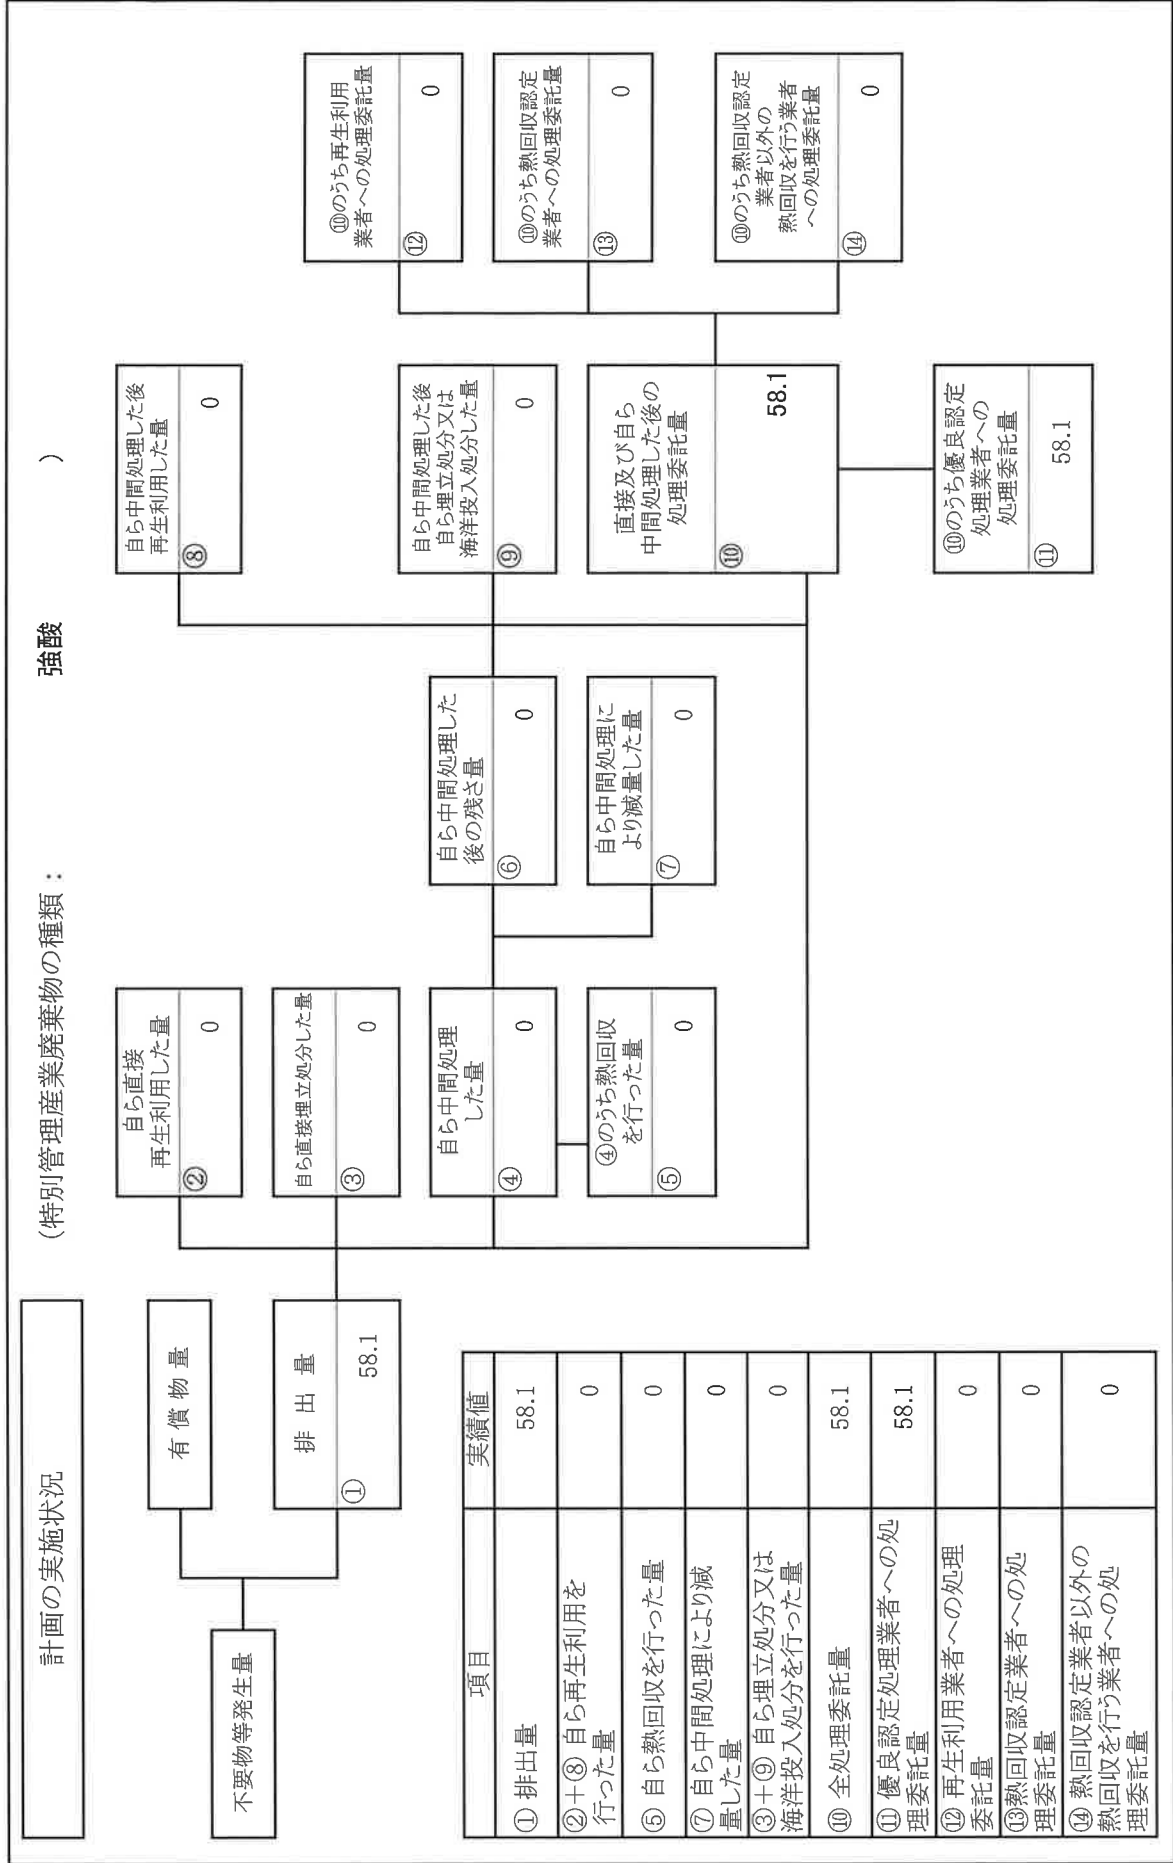 計画の実施状況
(特別管理産業廃棄物の種類： 強酸 )
不要物等発生量
有償物量
排出量
① 58.1
自ら直接
再生利用した量
② 0
自ら直接埋立処分した量
③ 0
自ら中間処理
した量
④ 0
④のうち熱回収
を行った量
⑤ 0
自ら中間処理した
後の残さ量
⑥ 0
自ら中間処理に
より減量した量
⑦ 0
自ら中間処理した後
再生利用した量
⑧ 0
自ら中間処理した後
自ら埋立処分又は
海洋投入処分した量
⑨ 0
直接及び自ら
中間処理した後の
処理委託量
⑩ 58.1
⑩のうち優良認定
処理業者への
処理委託量
⑪ 58.1
⑩のうち再生利用
業者への処理委託量
⑫ 0
⑩のうち熱回収認定
業者への処理委託量
⑬ 0
⑩のうち熱回収認定
業者以外の
熱回収を行う業者
への処理委託量
⑭ 0
項目 実績値
① 排出量 58.1
②＋⑧ 自ら再生利用を
行った量 0
⑤ 自ら熱回収を行った量 0
⑦ 自ら中間処理により減
量した量 0
③＋⑨ 自ら埋立処分又は
海洋投入処分を行った量 0
⑩ 全処理委託量 58.1
⑪ 優良認定処理業者への処
理委託量 58.1
⑫ 再生利用業者への処理
委託量 0
⑬熱回収認定業者への処
理委託量 0
⑭ 熱回収認定業者以外の
熱回収を行う業者への処
理委託量 0